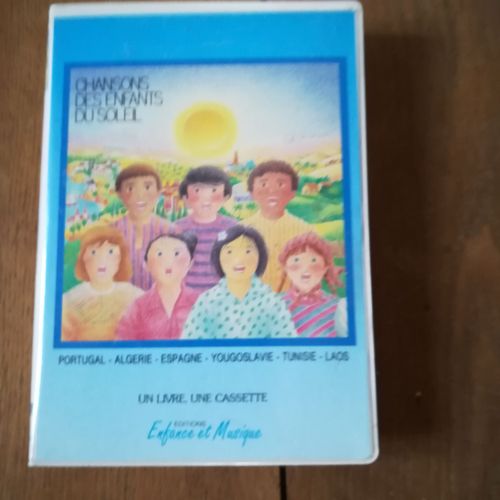 CHANSONS
DES ENFANTS
DU SOLEIL
PORTUGAL - ALGERIE - ESPAGNE - YOUGOSLAVIE - TUNISIE - LAOS
UN LIVRE, UNE CASSETTE
EDITIONS
Enfance et Musique